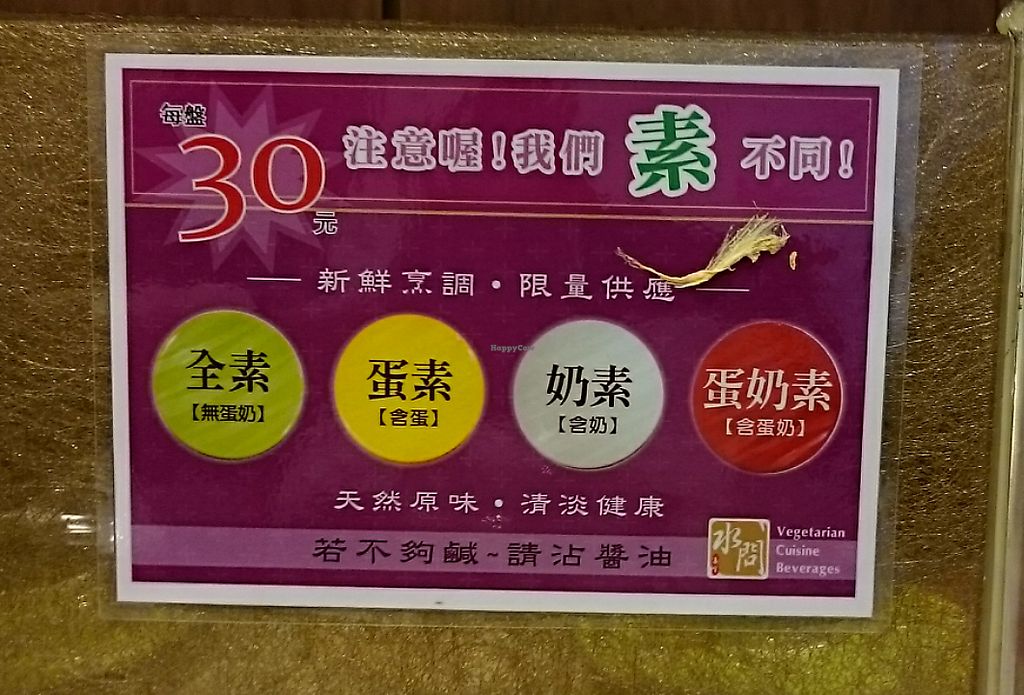 每盤
30元
注意喔!我們素不同!
新鮮烹調・限量供應
全素
【無蛋奶】
蛋素
【含蛋】
奶素
【含奶】
蛋奶素
【含蛋奶】
HappyCow
天然原味・清淡健康
若不夠鹹~請沾醬油
水問
Vegetarian
Cuisine
Beverages